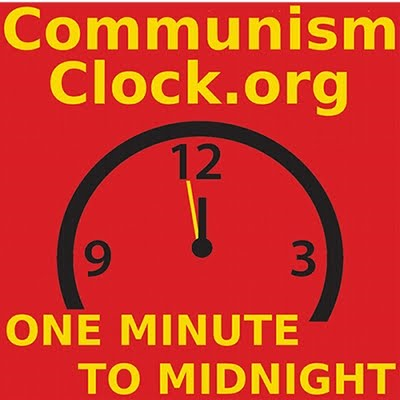 Communism
Clock.org
12
9
3
ONE MINUTE
TO MIDNIGHT